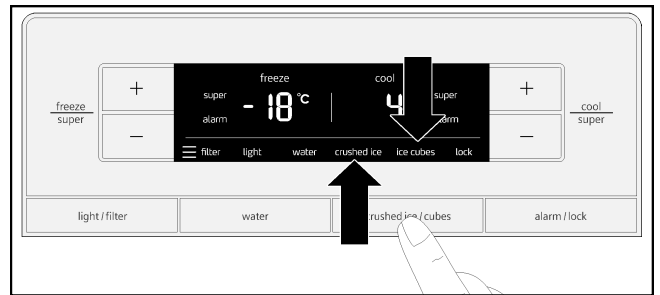 freeze
super
+
−
freeze cool
super - 18 °C 4 super
alarm
filter light water crushed ice ice cubes lock
+
−
cool
super
light / filter water crushed ice / cubes alarm / lock